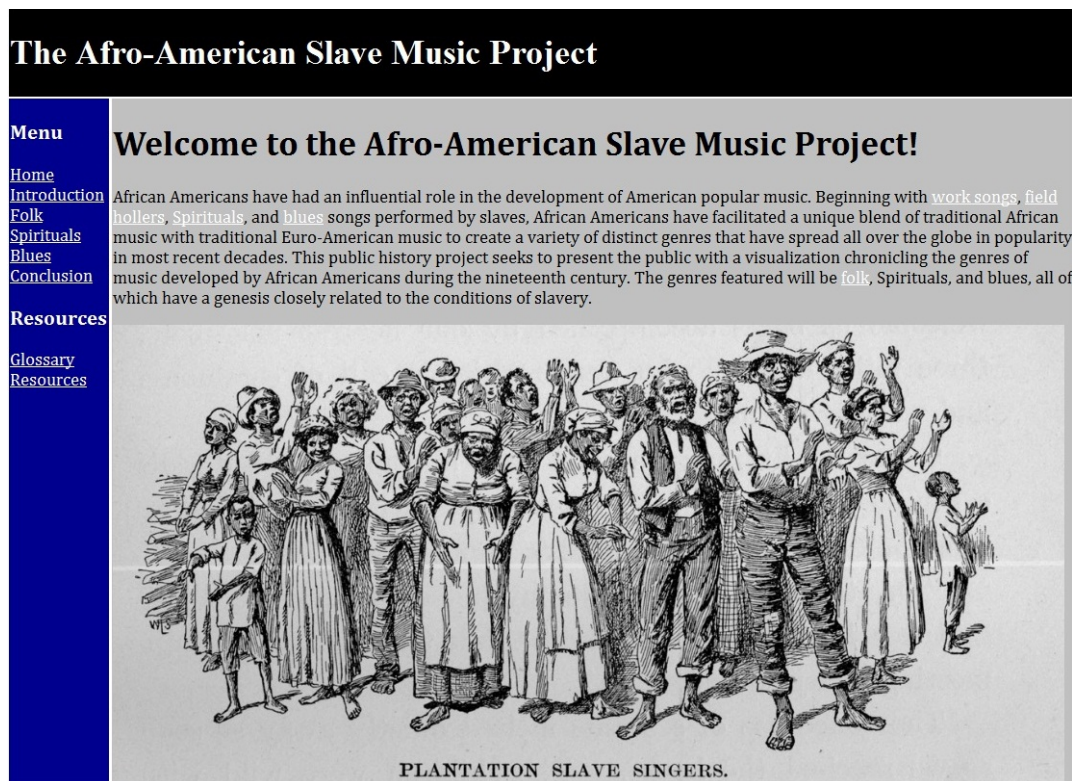 The Afro-American Slave Music Project
Menu
Home
Introduction
Folk
Spirituals
Blues
Conclusion
Resources
Glossary
Resources
Welcome to the Afro-American Slave Music Project!
African Americans have had an influential role in the development of American popular music. Beginning with work songs, field
hollers, Spirituals, and blues songs performed by slaves, African Americans have facilitated a unique blend of traditional African
music with traditional Euro-American music to create a variety of distinct genres that have spread all over the globe in popularity
in most recent decades. This public history project seeks to present the public with a visualization chronicling the genres of
music developed by African Americans during the nineteenth century. The genres featured will be folk, Spirituals, and blues, all of
which have a genesis closely related to the conditions of slavery.
PLANTATION SLAVE SINGERS.